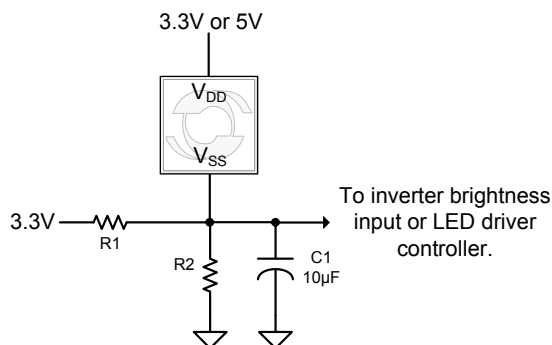 3.3V or 5V
VDD
VSS
3.3V
R1
R2
C1
10µF
To inverter brightness
input or LED driver
controller.